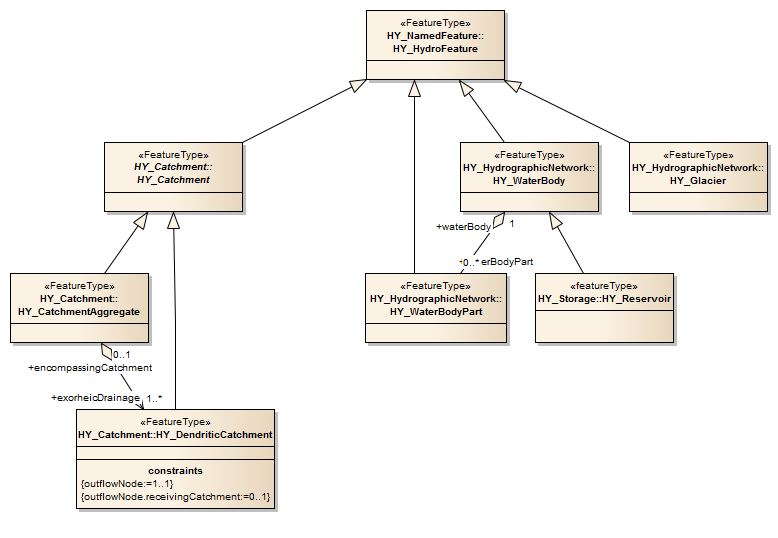 «FeatureType»
HY_NamedFeature::
HY_HydroFeature
«FeatureType»
HY_Catchment::
HY_Catchment
«FeatureType»
HY_HydrographicNetwork::
HY_WaterBody
«FeatureType»
HY_HydrographicNetwork::
HY_Glacier
+waterBody
1
0..*
erBodyPart
«FeatureType»
HY_Catchment::
HY_CatchmentAggregate
«FeatureType»
HY_HydrographicNetwork::
HY_WaterBodyPart
«featureType»
HY_Storage::HY_Reservoir
0..1
+encompassingCatchment
+exorheicDrainage
1..*
«FeatureType»
HY_Catchment::HY_DendriticCatchment
constraints
{outflowNode:=1..1}
{outflowNode.receivingCatchment:=0..1}